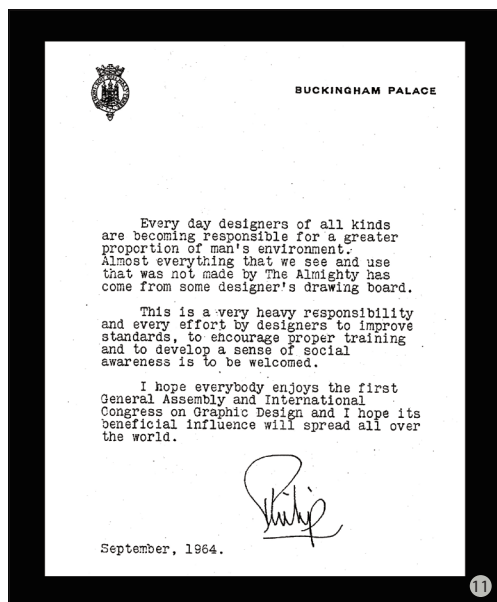 BUCKINGHAM PALACE
Every day designers of all kinds
are becoming responsible for a greater
proportion of man's environment.
Almost everything that we see and use
that was not made by The Almighty has
come from some designer's drawing board.
This is a very heavy responsibility
and every effort by designers to improve
standards, to encourage proper training
and to develop a sense of social
awareness is to be welcomed.
I hope everybody enjoys the first
General Assembly and International
Congress on Graphic Design and I hope its
beneficial influence will spread all over
the world.
Philip
September, 1964.
11